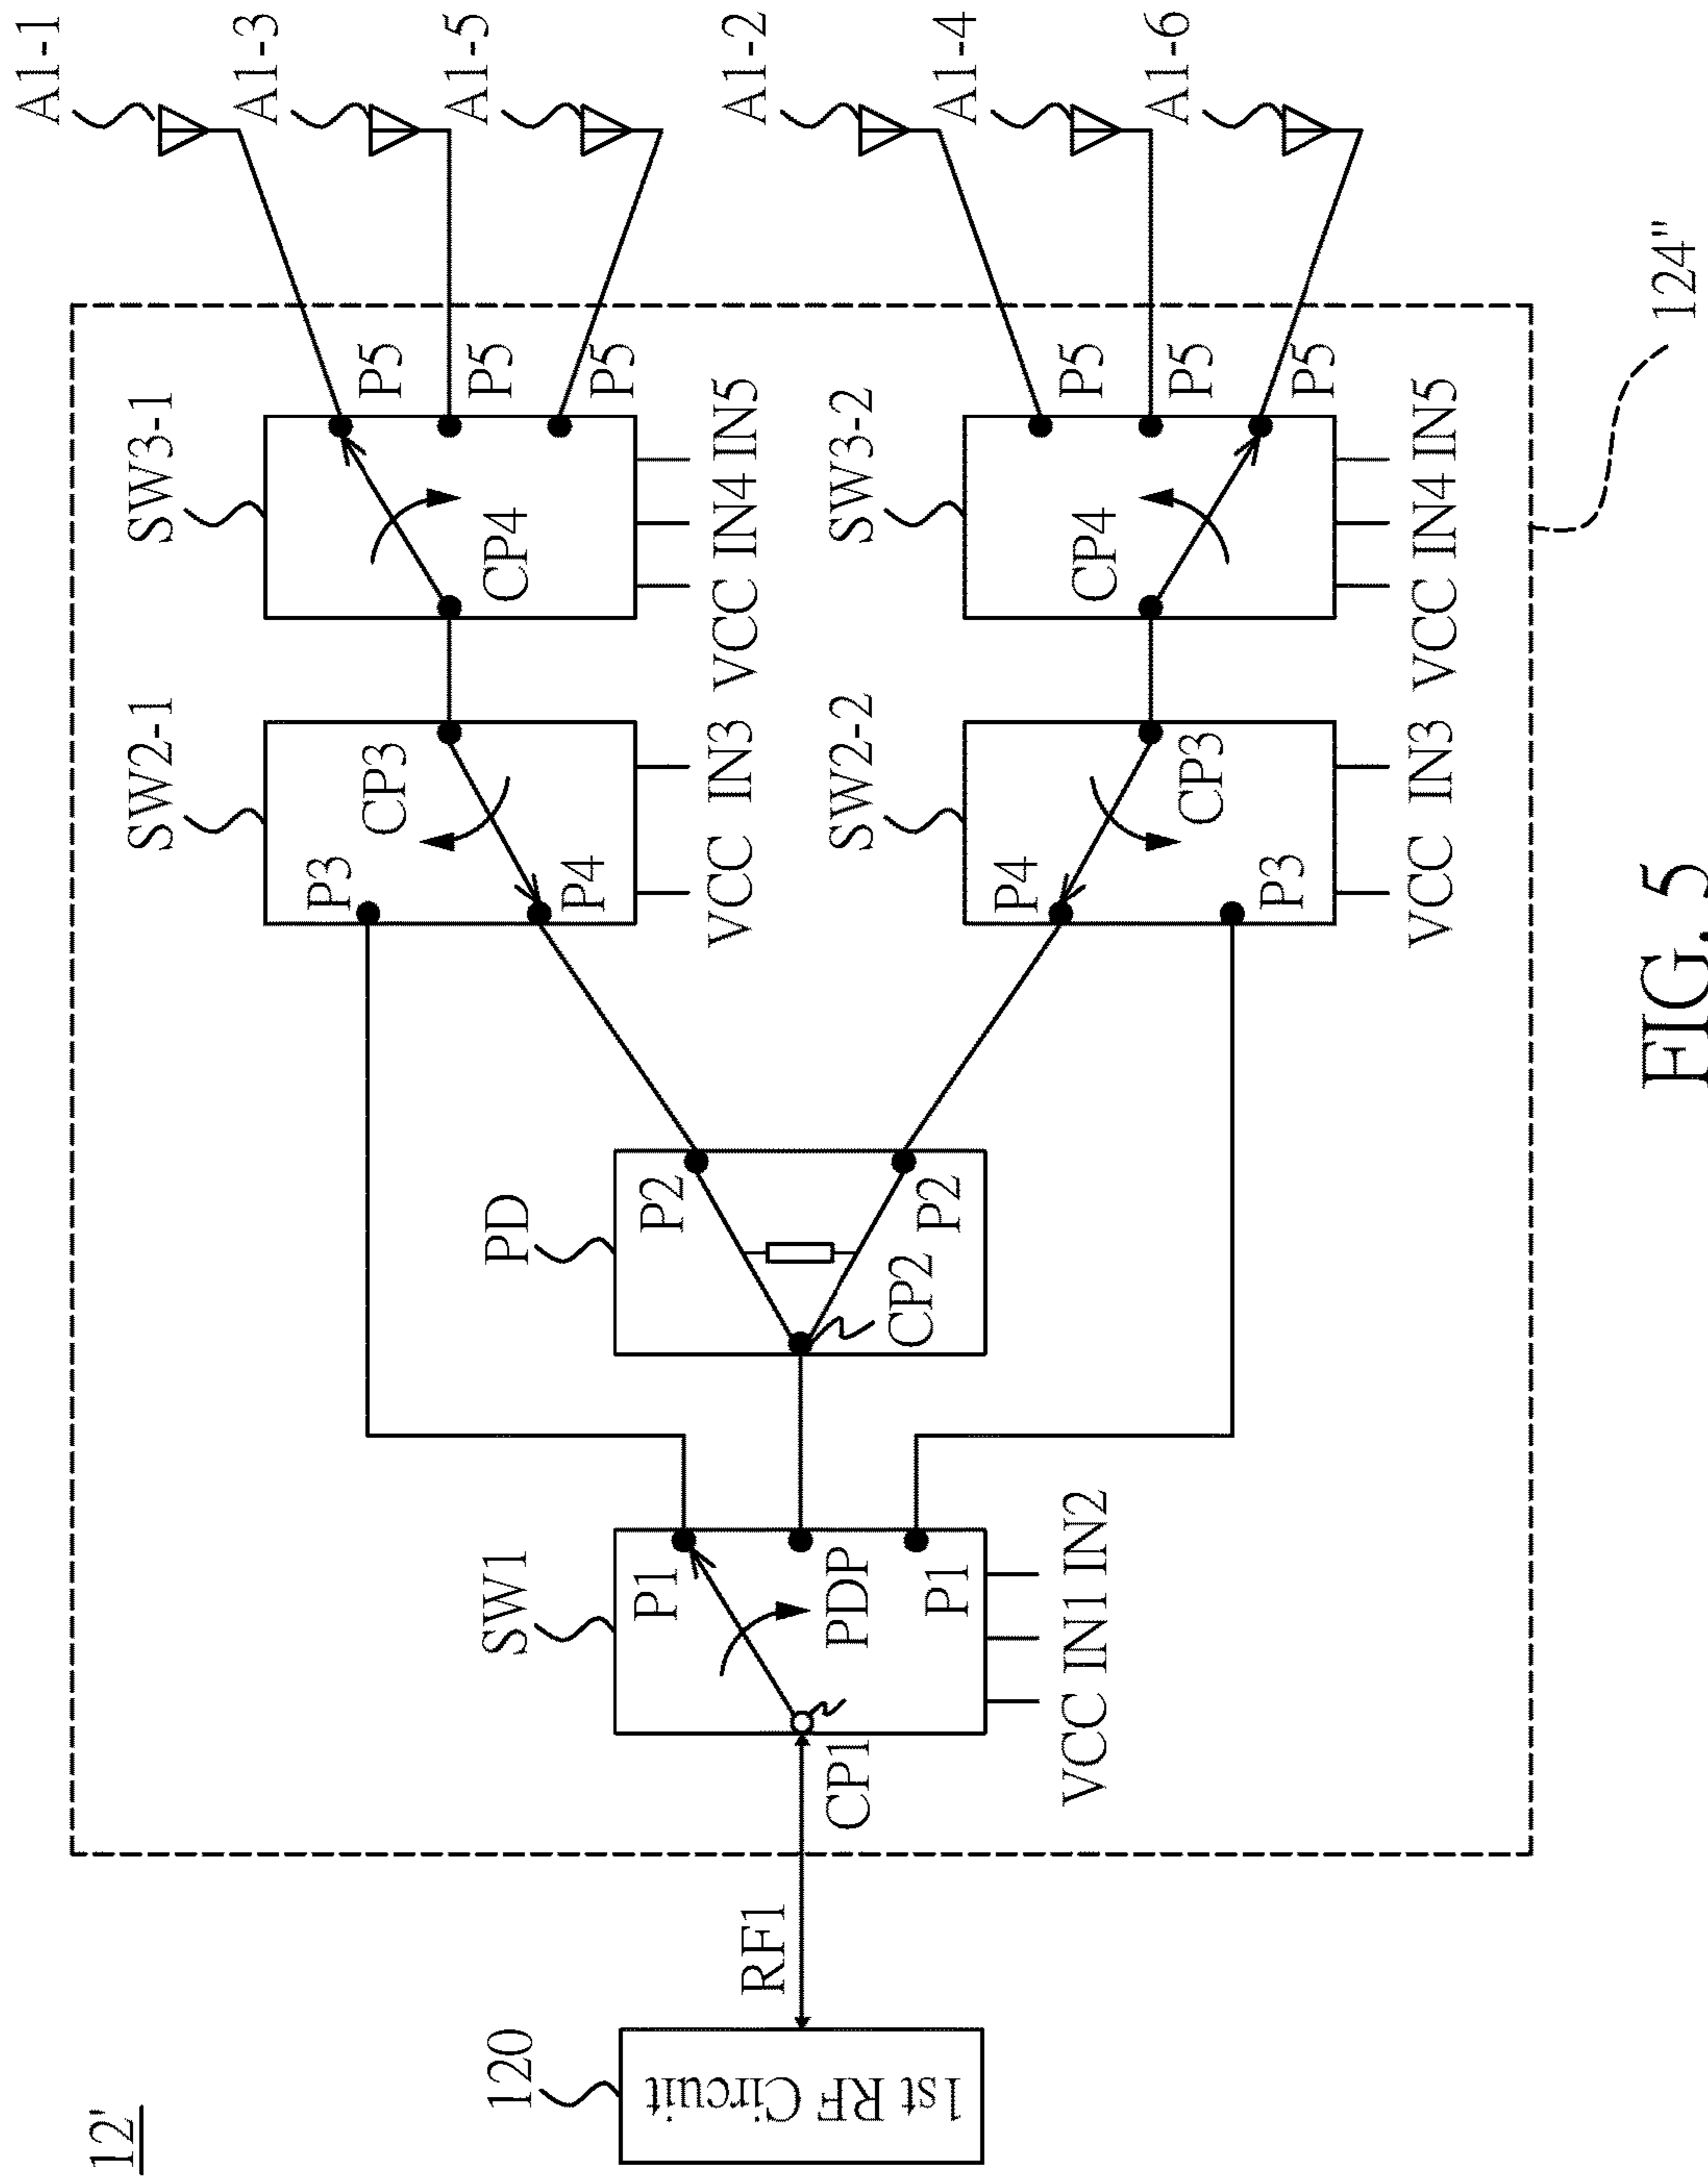 12'
120
1st RF Circuit
RF1
CP1
SW1
P1
PDP
P1
VCC IN1 IN2
PD
P2
P2
CP2
SW2-1
P3
CP3
P4
VCC IN3
SW3-1
CP4
P5
P5
P5
VCC IN4 IN5
A1-1
A1-3
A1-5
SW2-2
P4
CP3
P3
VCC IN3
SW3-2
CP4
P5
P5
P5
VCC IN4 IN5
A1-2
A1-4
A1-6
124"
FIG. 5